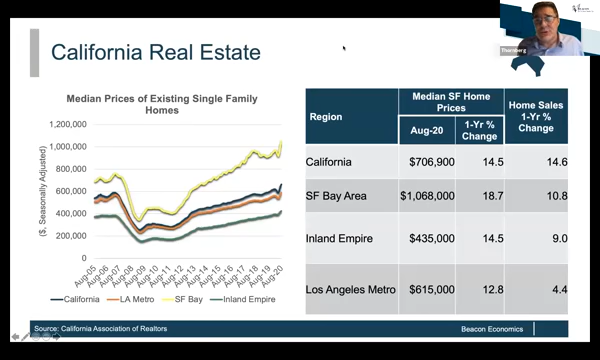 California Real Estate
Thornberg
Median Prices of Existing Single Family
Homes
($, Seasonally Adjusted)
1,200,000
1,000,000
800,000
600,000
400,000
200,000
0
Aug-05
Aug-06
Aug-07
Aug-08
Aug-09
Aug-10
Aug-11
Aug-12
Aug-13
Aug-14
Aug-15
Aug-16
Aug-17
Aug-18
Aug-19
Aug-20
California LA Metro SF Bay Inland Empire
Region Median SF Home Prices Home Sales 1-Yr % Change
Aug-20 1-Yr % Change
California $706,900 14.5 14.6
SF Bay Area $1,068,000 18.7 10.8
Inland Empire $435,000 14.5 9.0
Los Angeles Metro $615,000 12.8 4.4
Source: California Association of Realtors
Beacon Economics